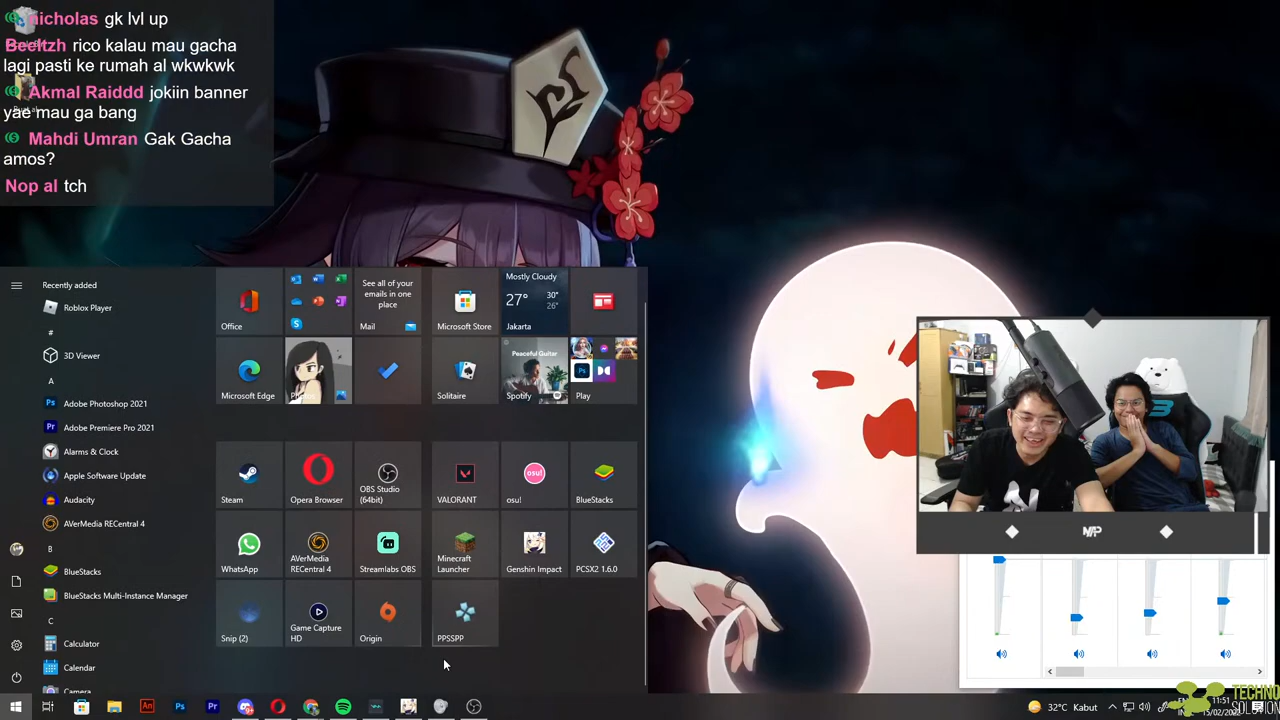 nicholas gk lvl up
Beeltzh rico kalau mau gacha
lagi pasti ke rumah al wkwkwk
Akmal Raiddd jokiin banner
yae mau ga bang
Mahdi Umran Gak Gacha
amos?
Nop al tch
Recently added
Roblox Player
#
3D Viewer
A
Adobe Photoshop 2021
Adobe Premiere Pro 2021
Alarms & Clock
Apple Software Update
Audacity
AVerMedia RECentral 4
B
BlueStacks
BlueStacks Multi-Instance Manager
C
Calculator
Calendar
Camera
Office
See all of your
emails in one
place
Mail
Microsoft Store
Mostly Cloudy
27° 30°
26°
Jakarta
Microsoft Edge
Solitaire
Peaceful Guitar
Spotify
Play
Steam
Opera Browser
OBS Studio
(64bit)
VALORANT
osu!
osu!
BlueStacks
WhatsApp
AVerMedia
RECentral 4
Streamlabs OBS
Minecraft
Launcher
Genshin Impact
PCSX2 1.6.0
Snip (2)
Game Capture
HD
Origin
PPSSPP
32°C Kabut
11:51
TECHNO